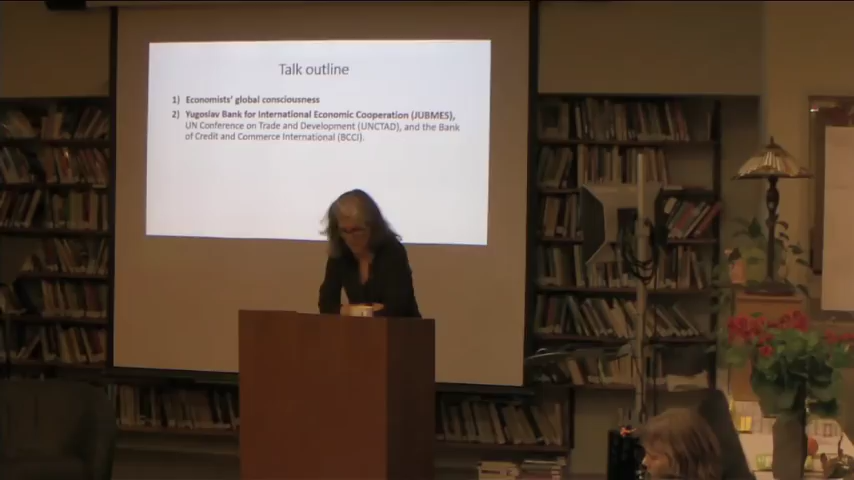 Talk outline
1) Economists' global consciousness
2) Yugoslav Bank for International Economic Cooperation (JUBMES),
UN Conference on Trade and Development (UNCTAD), and the Bank
of Credit and Commerce International (BCCI).